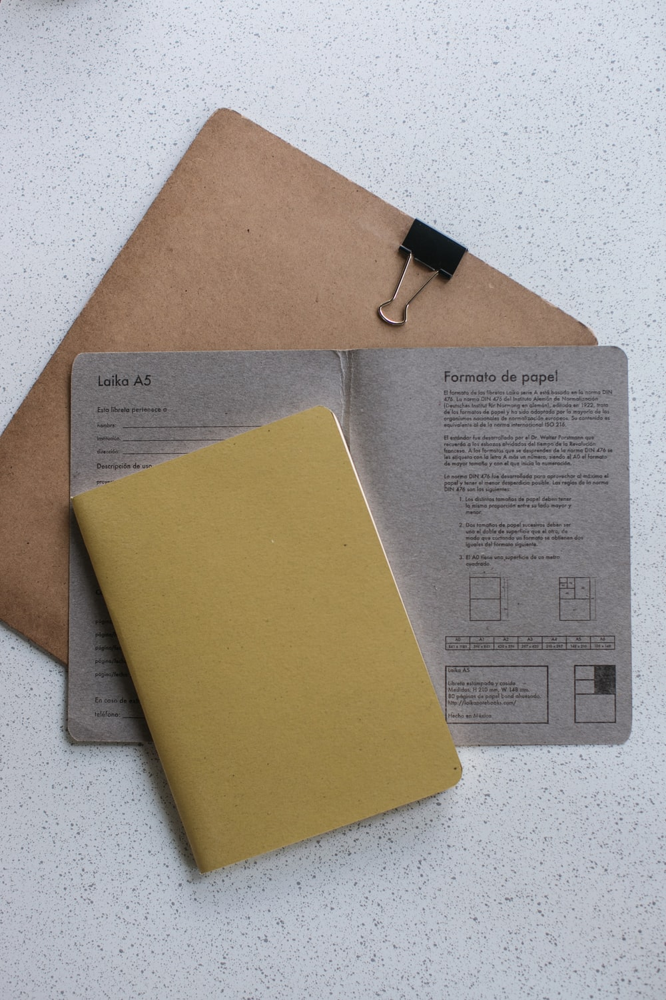 Laika A5
Esta libreta pertenece a
nombre:
institución:
dirección:
Descripción de uso
página/fecha
página/fecha
página/fecha
página/fecha
En caso de
teléfono:
Formato de papel
El formato de las libretas Laika serie A está basado en la norma DIN
476. La norma DIN 476 del Instituto Alemán de Normalización
(Deutsches Institut für Normung en alemán), editada en 1922, trata
de los formatos de papel y ha sido adoptada por la mayoría de los
organismos nacionales de normalización europeos. Su contenido es
equivalente al de la norma internacional ISO 216.
El estándar fue desarrollado por el Dr. Walter Porstmann que
recuerda a los esbozos olvidados del tiempo de la Revolución
francesa. A los formatos que se desprenden de la norma DIN 476 se
les etiqueta con la letra A más un número, siendo el A0 el formato
de mayor tamaño y con el que inicia la numeración.
La norma DIN 476 fue desarrollada para aprovechar al máximo el
papel y tener el menor desperdicio posible. Las reglas de la norma
DIN 476 son las siguientes:
1. Los distintos tamaños de papel deben tener
la misma proporción entre su lado mayor y
menor.
2. Dos tamaños de papel sucesivos deben ser
uno el doble de superficie que el otro, de
modo que cortando un formato se obtienen dos
iguales del formato siguiente.
3. El A0 tiene una superficie de un metro
cuadrado.
A0 A1 A2 A3 A4 A5 A6
841 x 1189 594 x 841 420 x 594 297 x 420 210 x 297 148 x 210 105 x 148
Laika A5
Libreta estampada y cosida
Medidas: H 210 mm, W 148 mm.
80 páginas de papel bond ahuesado.
http://laikanotebooks.com/
Hecho en México